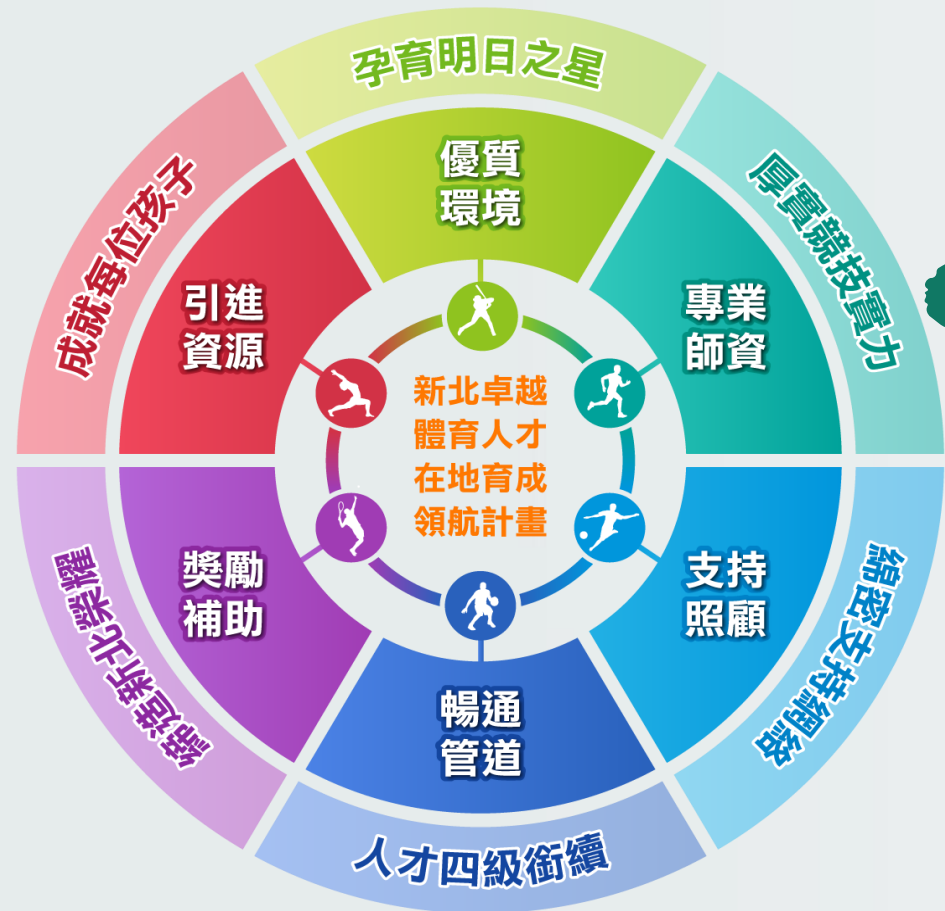 孕育明日之星
優質
環境
厚實競技實力
專業
師資
綿密支持網絡
支持
照顧
人才四級銜續
暢通
管道
締造新北榮耀
獎勵
補助
成就每位孩子
引進
資源
新北卓越
體育人才
在地育成
領航計畫